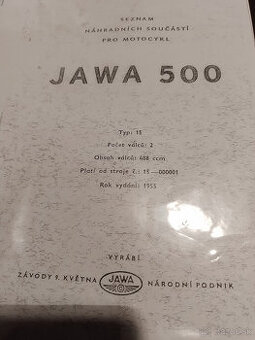 SEZNAM
NÁHRADNÍCH SOUČÁSTÍ
PRO MOTOCYKL
JAWA 500
Typ: 15
Počet válců: 2
Obsah válců: 488 ccm
Platí od stroje č.: 15—000001
Rok vydání: 1955
VYRÁBÍ
ZÁVODY 9. KVĚTNA JAWA NÁRODNÍ PODNIK